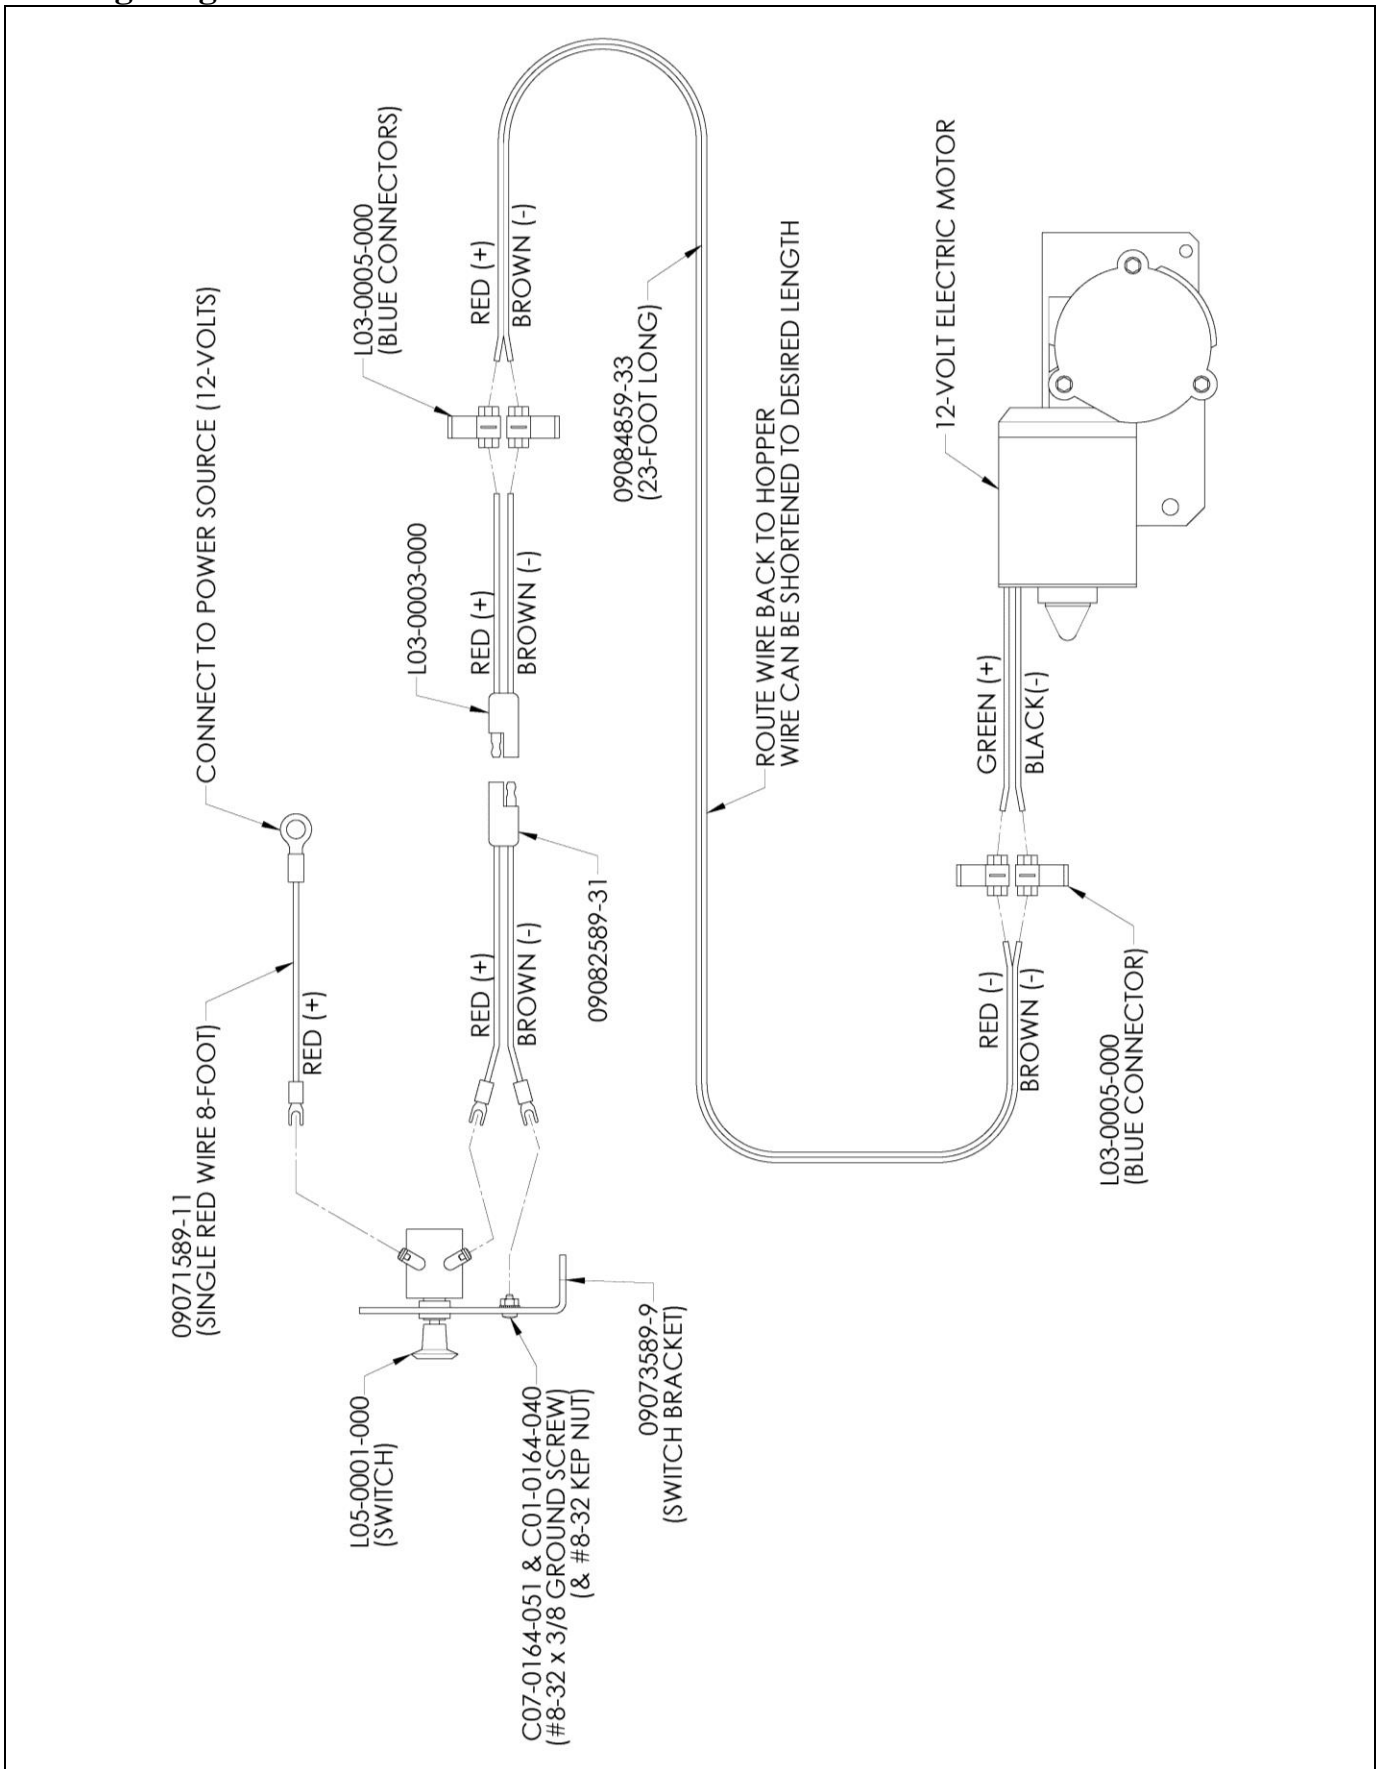 CONNECT TO POWER SOURCE (12-VOLTS)
09071589-11
(SINGLE RED WIRE 8-FOOT)
RED (+)
L05-0001-000
(SWITCH)
C07-0164-051 & C01-0164-040
(#8-32 x 3/8 GROUND SCREW)
(& #8-32 KEP NUT)
09073589-9
(SWITCH BRACKET)
RED (+)
BROWN (-)
09082589-31
L03-0003-000
RED (+)
BROWN (-)
L03-0005-000
(BLUE CONNECTORS)
RED (+)
BROWN (-)
09084859-33
(23-FOOT LONG)
ROUTE WIRE BACK TO HOPPER
WIRE CAN BE SHORTENED TO DESIRED LENGTH
RED (-)
BROWN (-)
L03-0005-000
(BLUE CONNECTOR)
GREEN (+)
BLACK(-)
12-VOLT ELECTRIC MOTOR